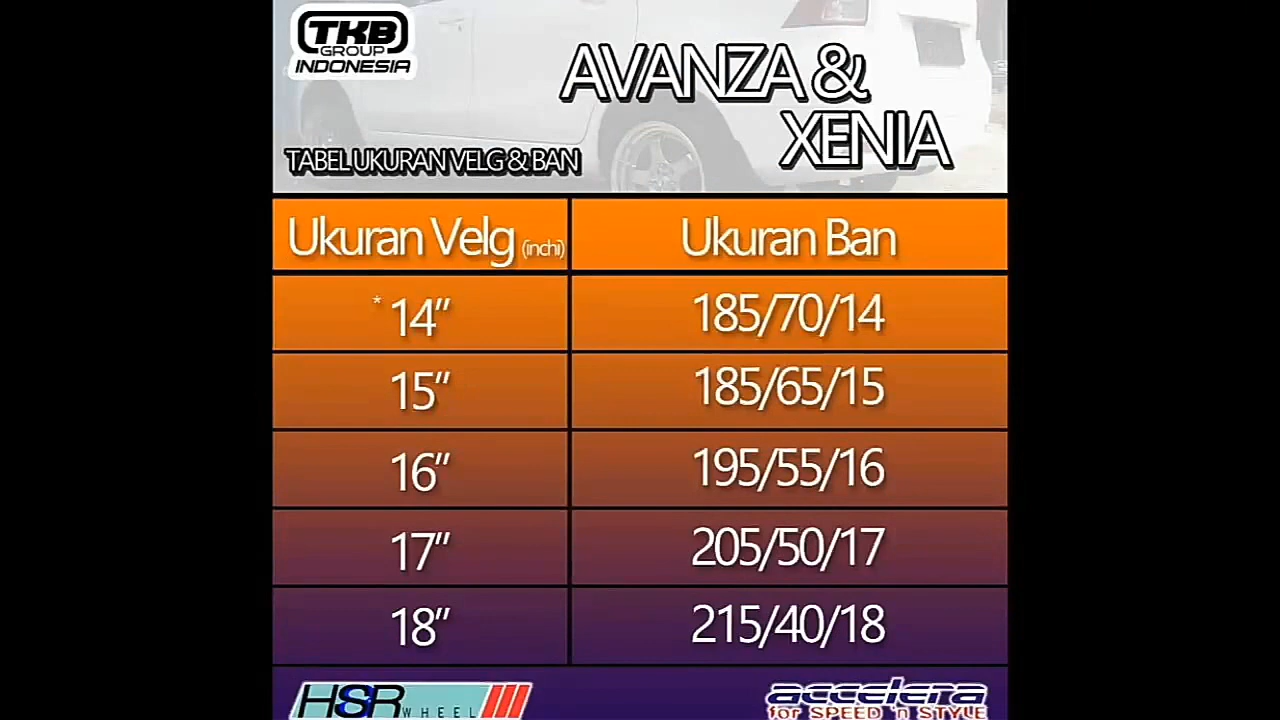 TKB
GROUP
INDONESIA
AVANZA &
XENIA
TABEL UKURAN VELG & BAN
Ukuran Velg (inchi) Ukuran Ban
* 14” 185/70/14
15” 185/65/15
16” 195/55/16
17” 205/50/17
18” 215/40/18
HSR WHEEL
accelera
for SPEED 'n STYLE